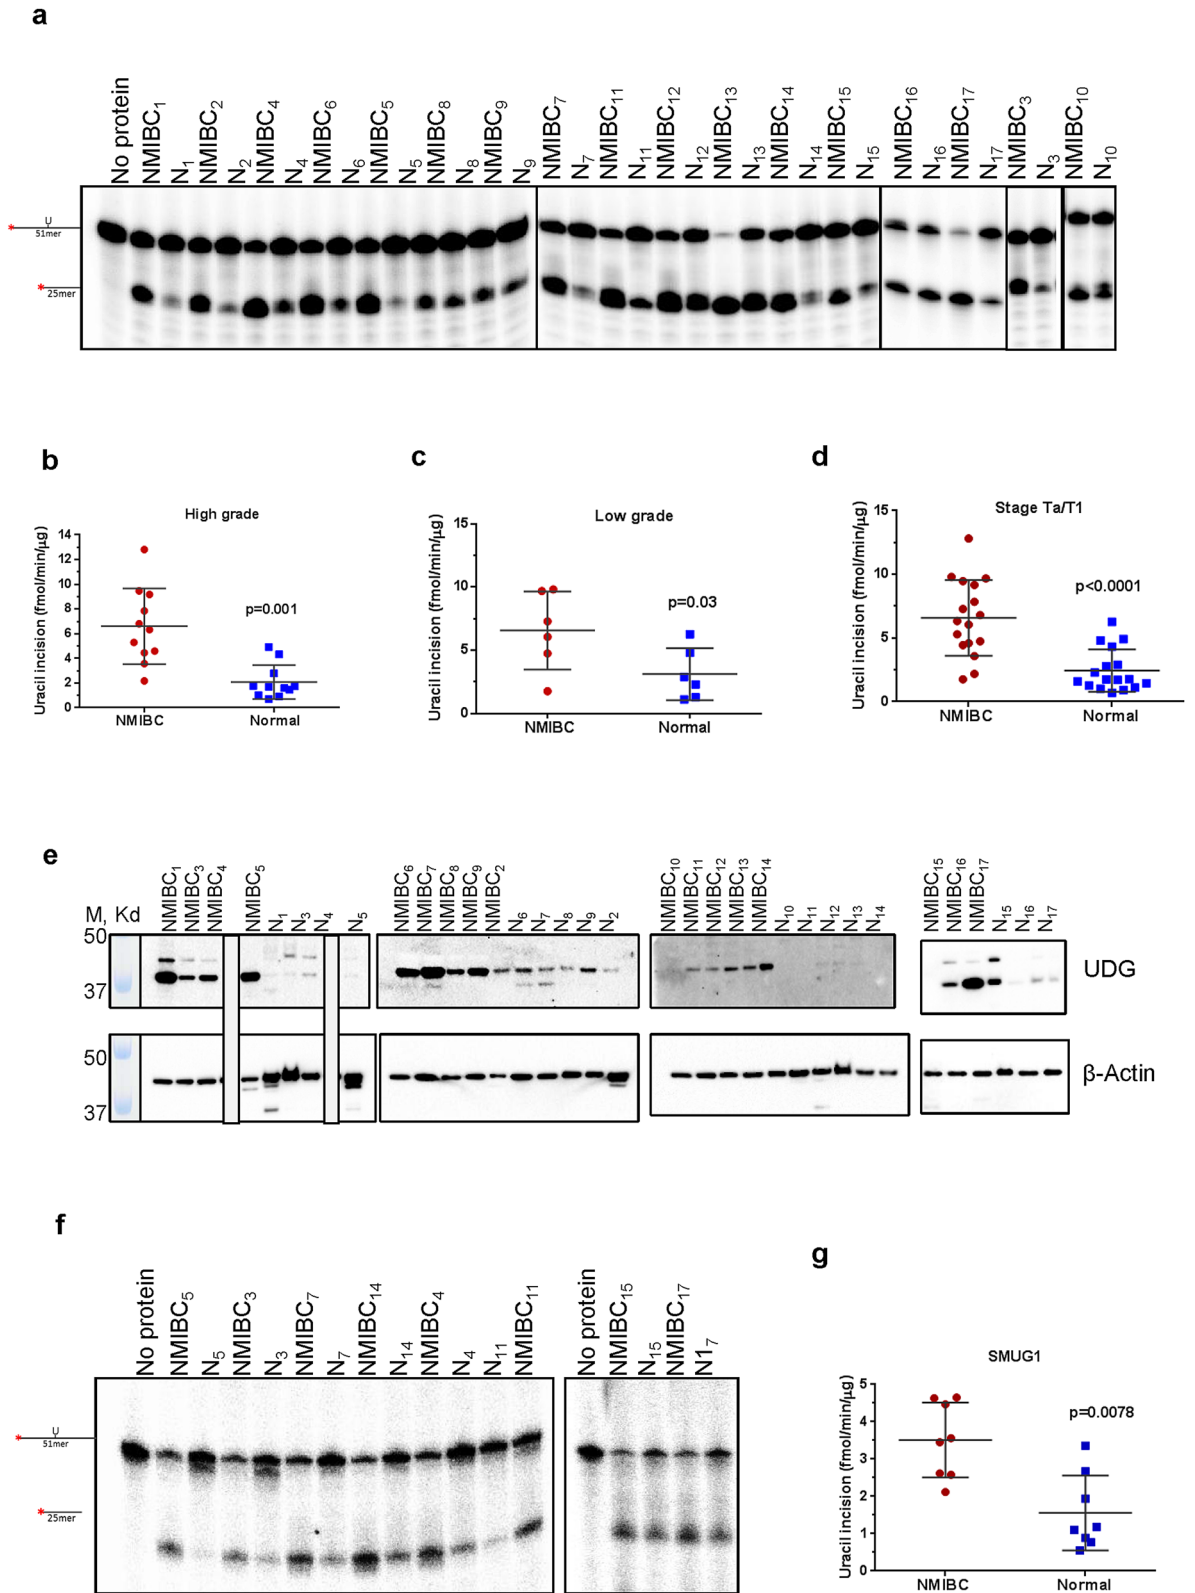 a
No protein NMIBC1 N1 NMIBC2 N2 NMIBC4 N4 NMIBC6 N6 NMIBC5 N5 NMIBC8 N8 NMIBC9 N9 NMIBC7 N7 NMIBC11 N11 NMIBC12 N12 NMIBC13 N13 NMIBC14 N14 NMIBC15 N15 NMIBC16 N16 NMIBC17 N17 NMIBC3 N3 NMIBC10 N10
U
*
51mer
*
25mer
b
High grade
Uracil incision (fmol/min/μg)
14
12
10
8
6
4
2
0
p=0.001
NMIBC Normal
c
Low grade
Uracil incision (fmol/min/μg)
15
10
5
0
p=0.03
NMIBC Normal
d
Stage Ta/T1
Uracil incision (fmol/min/μg)
15
10
5
0
p<0.0001
NMIBC Normal
e
M, Kd
NMIBC1 NMIBC3 NMIBC4 NMIBC5 N1 N3 N4 N5 NMIBC6 NMIBC7 NMIBC8 NMIBC9 NMIBC2 N6 N7 N8 N9 N2 NMIBC10 NMIBC11 NMIBC12 NMIBC13 NMIBC14 N10 N11 N12 N13 N14 NMIBC15 NMIBC16 NMIBC17 N15 N16 N17
50
37
UDG
50
37
β-Actin
f
No protein NMIBC5 N5 NMIBC3 N3 NMIBC7 N7 NMIBC14 N14 NMIBC4 N4 N11 NMIBC11 No protein NMIBC15 N15 NMIBC17 N17
U
*
51mer
*
25mer
g
SMUG1
Uracil incision (fmol/min/μg)
5
4
3
2
1
0
p=0.0078
NMIBC Normal